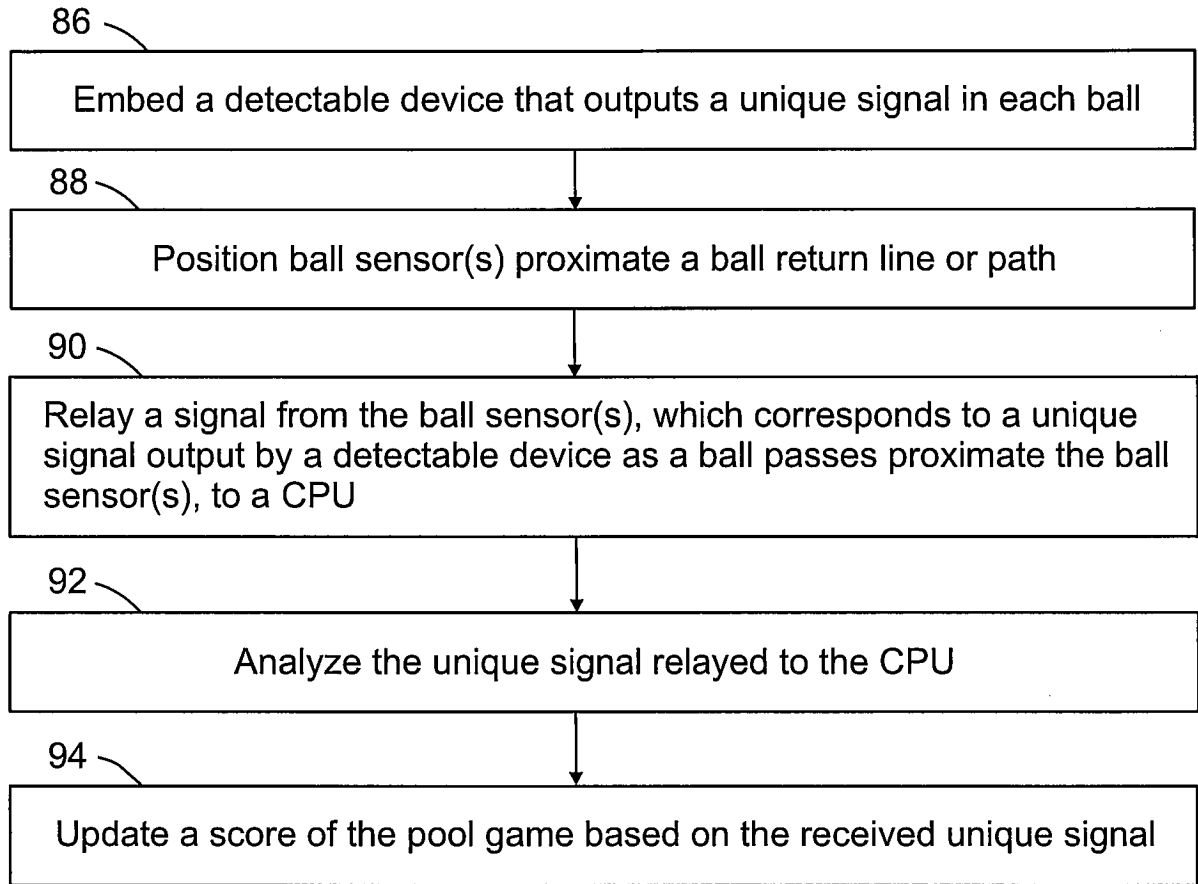 86
Embed a detectable device that outputs a unique signal in each ball
88
Position ball sensor(s) proximate a ball return line or path
90
Relay a signal from the ball sensor(s), which corresponds to a unique
signal output by a detectable device as a ball passes proximate the ball
sensor(s), to a CPU
92
Analyze the unique signal relayed to the CPU
94
Update a score of the pool game based on the received unique signal